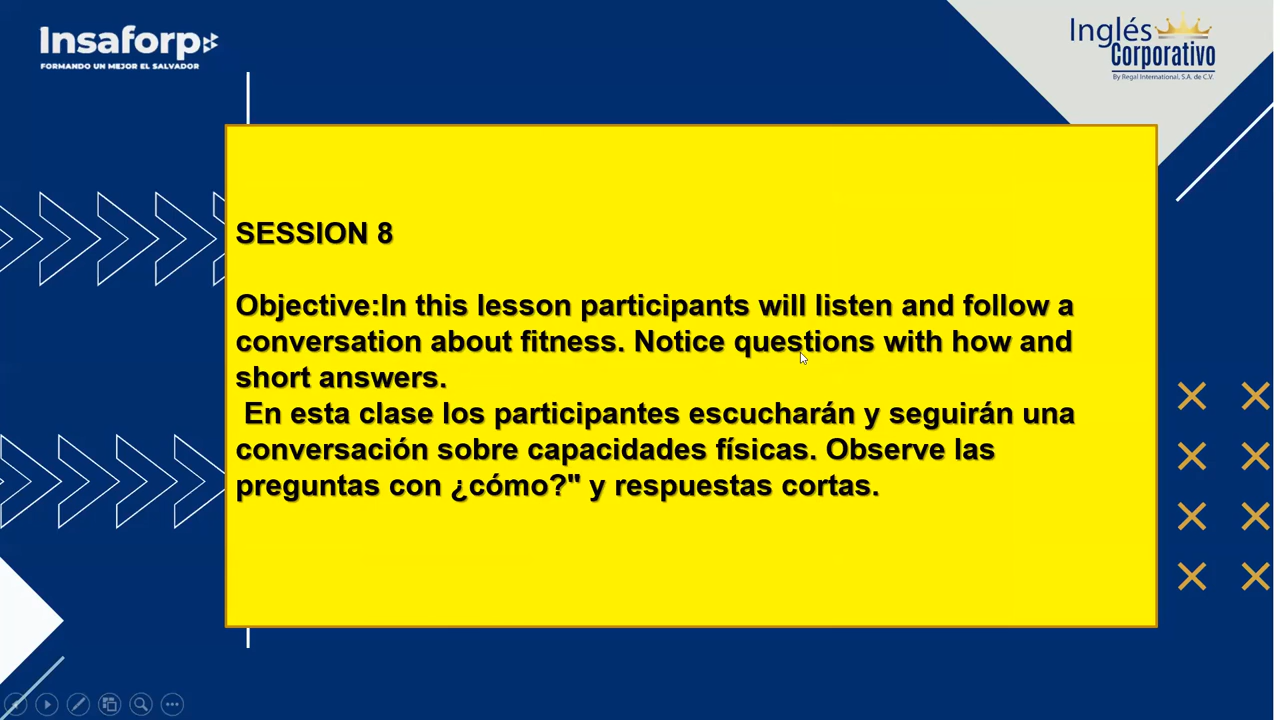 Insaforp
FORMANDO UN MEJOR EL SALVADOR
Inglés
Corporativo
By Regal International, S.A. de C.V.
SESSION 8
Objective:In this lesson participants will listen and follow a
conversation about fitness. Notice questions with how and
short answers.
En esta clase los participantes escucharán y seguirán una
conversación sobre capacidades físicas. Observe las
preguntas con ¿cómo?" y respuestas cortas.